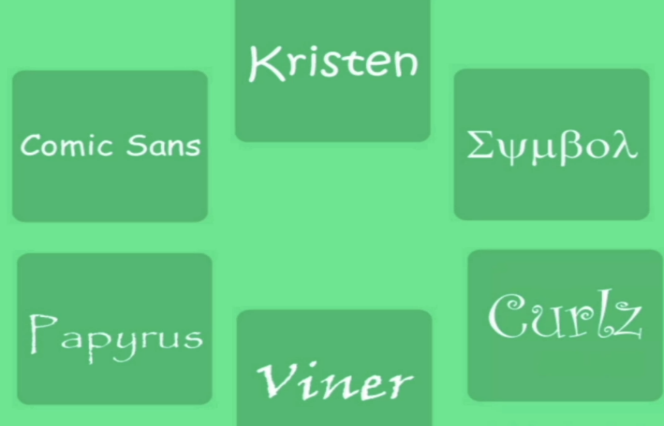 Kristen
Comic Sans
Σψμβολ
Papyrus
Curlz
Viner